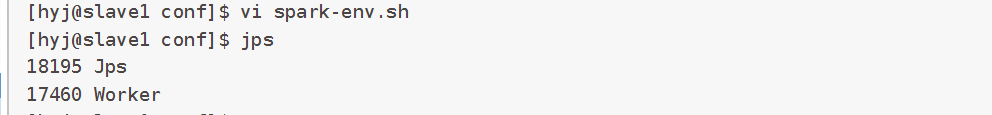 [hyj@slave1 conf]$ vi spark-env.sh
[hyj@slave1 conf]$ jps
18195 Jps
17460 Worker